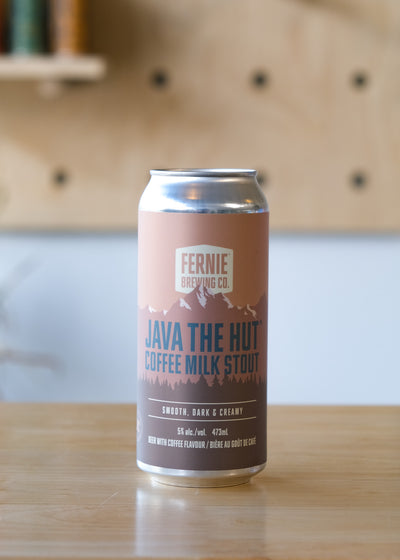 FERNIE
BREWING CO.
JAVA THE HUT
COFFEE MILK STOUT
SMOOTH, DARK & CREAMY
5% alc./vol. 473mL
BEER WITH COFFEE FLAVOUR / BIÈRE AU GOÛT DE CAFÉ